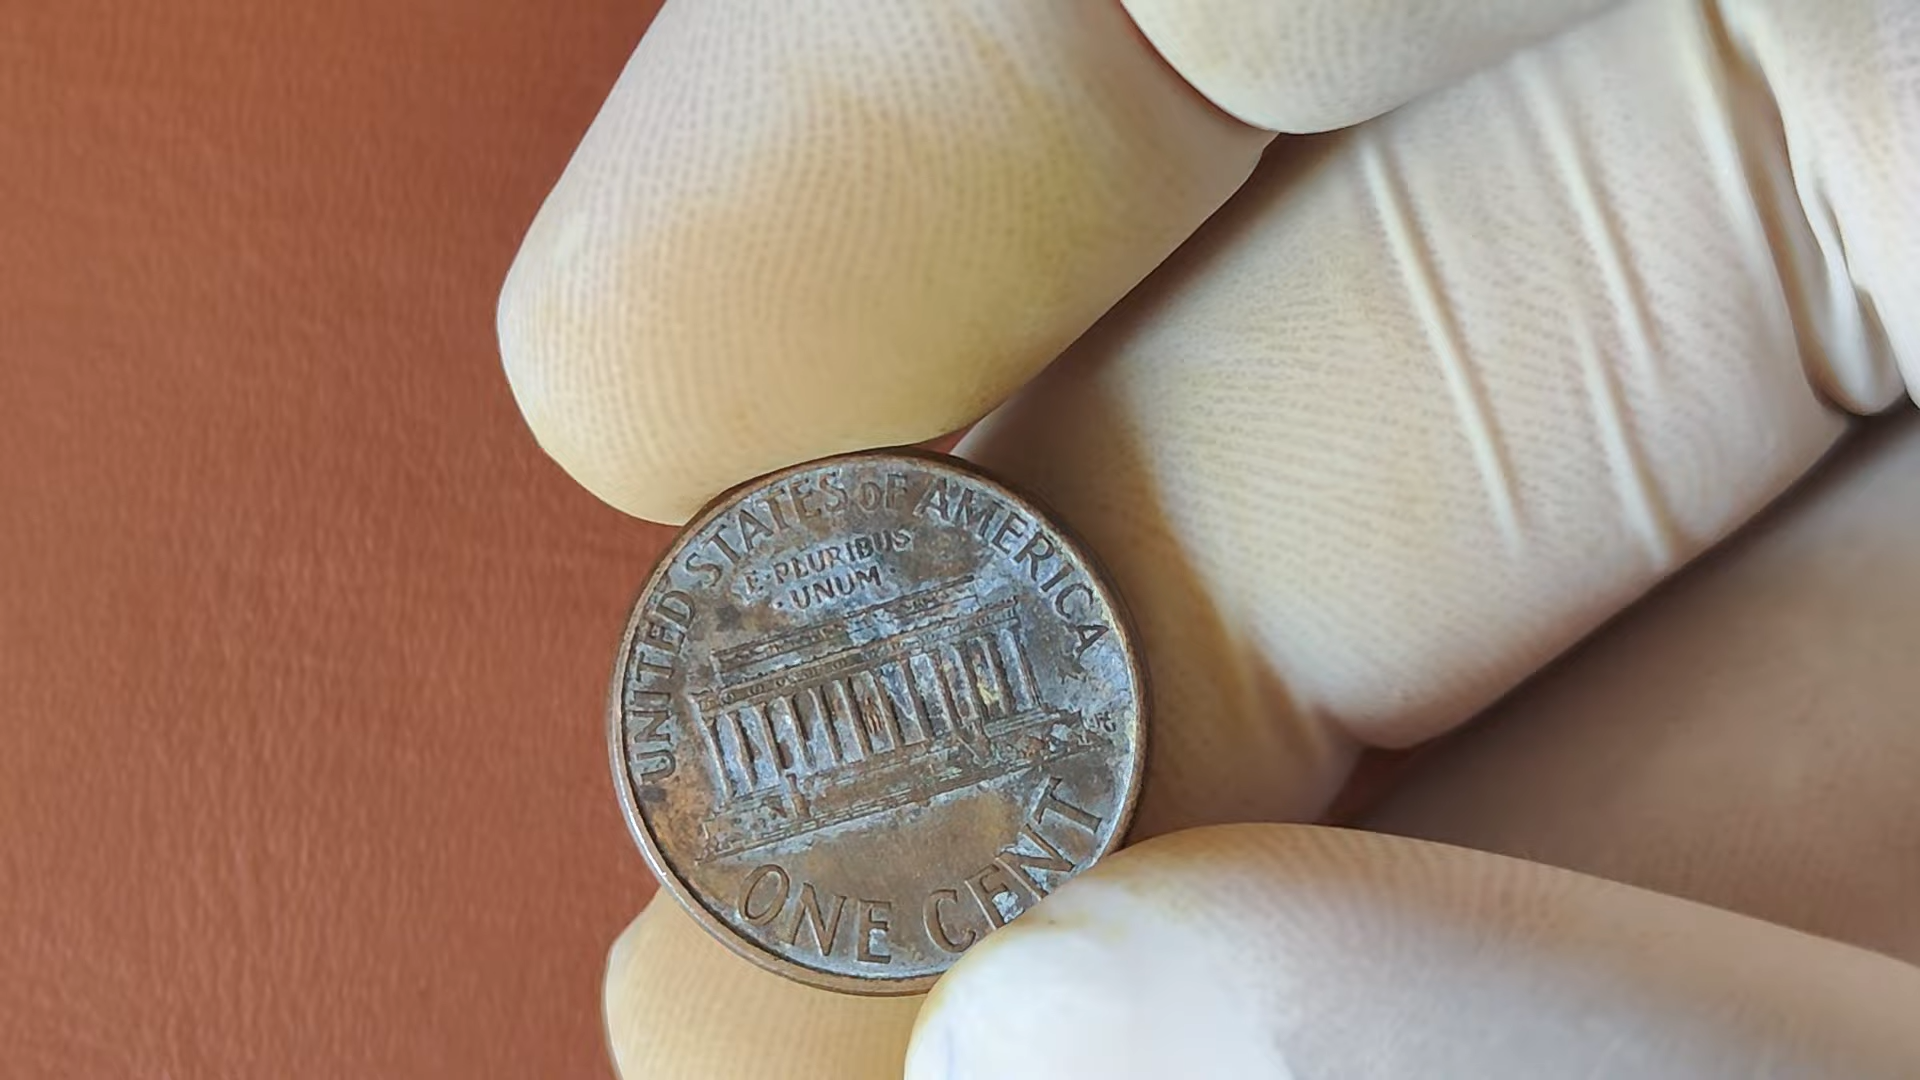 UNITED STATES OF AMERICA
E·PLURIBUS
·UNUM·
ONE CENT